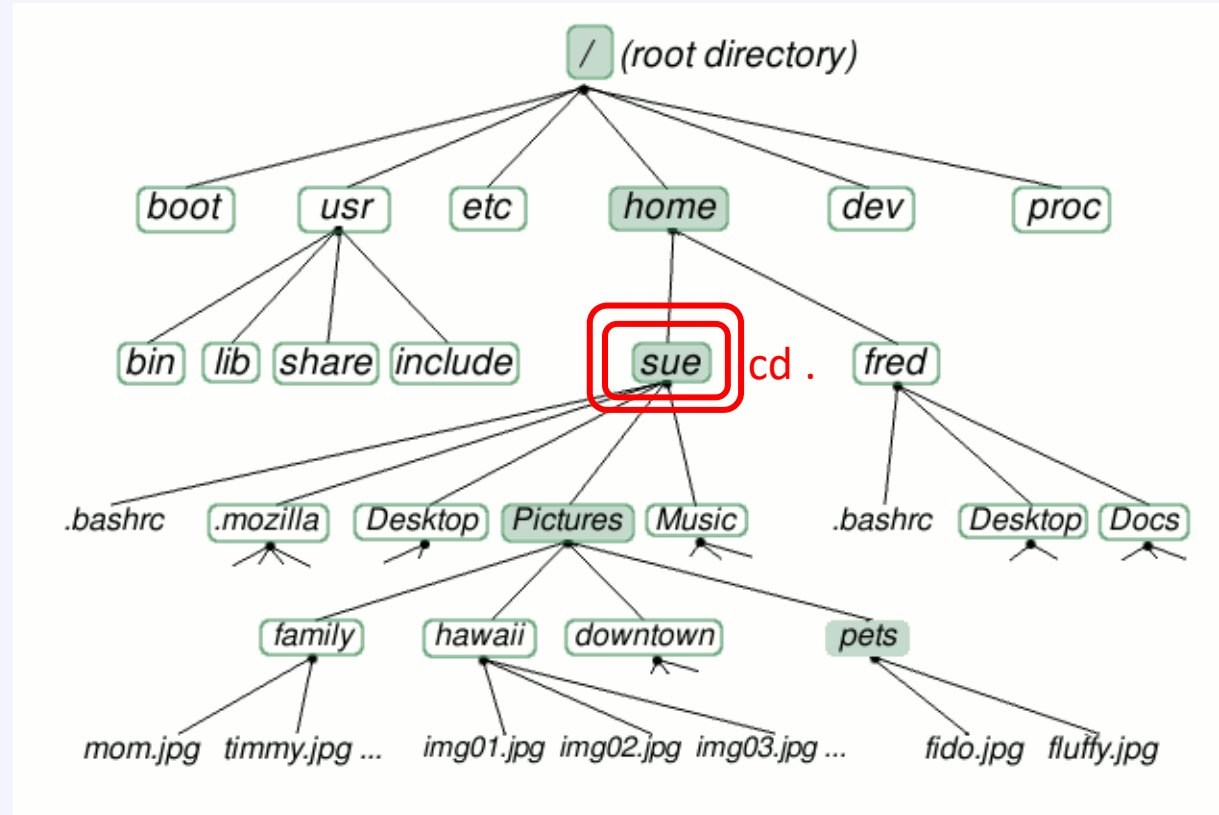 / (root directory)
boot usr etc home dev proc
bin lib share include sue cd . fred
.bashrc .mozilla Desktop Pictures Music .bashrc Desktop Docs
family hawaii downtown pets
mom.jpg timmy.jpg ... img01.jpg img02.jpg img03.jpg ... fido.jpg fluffy.jpg